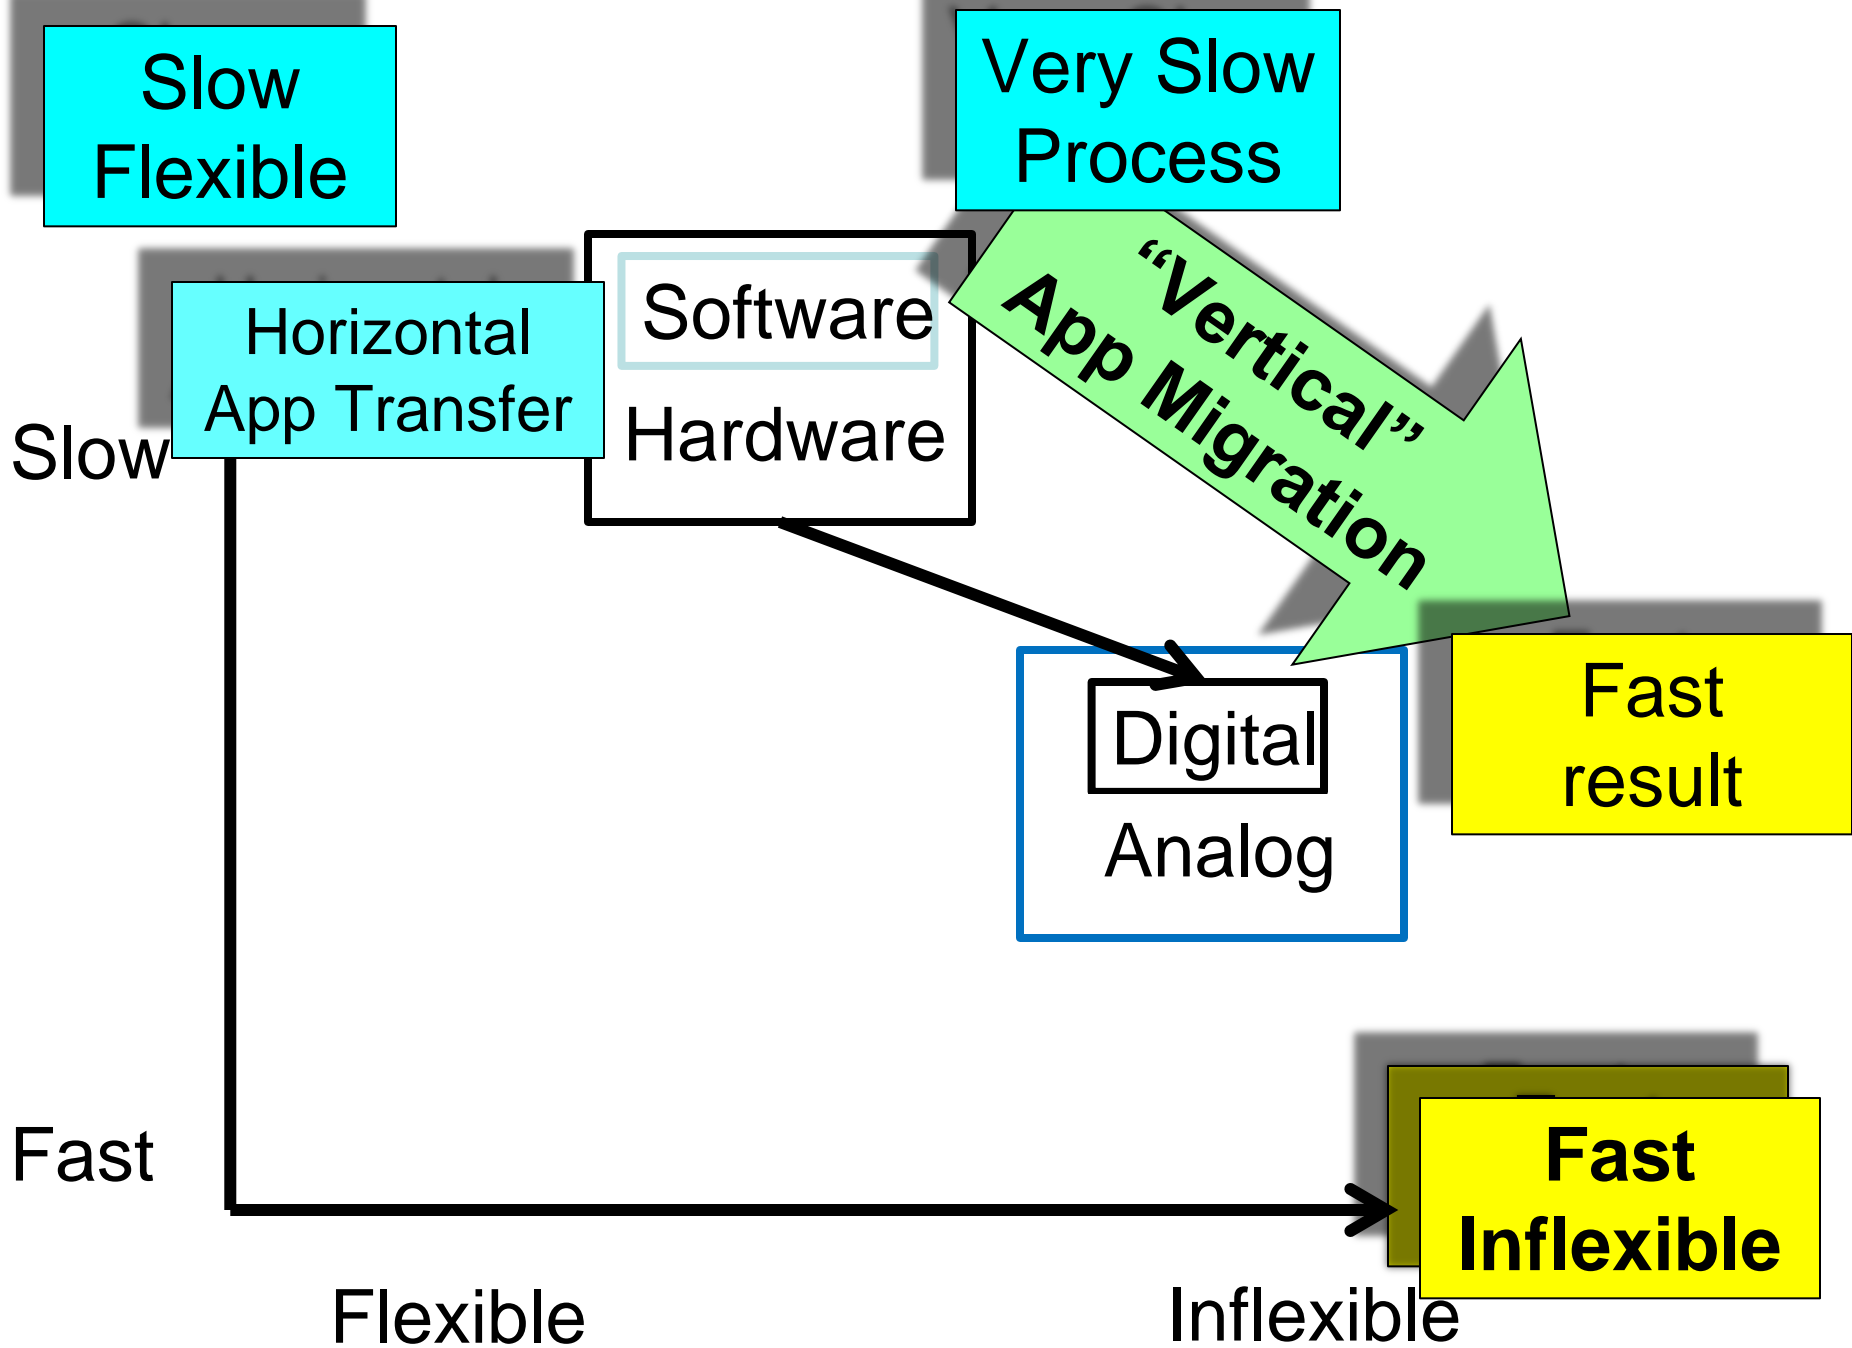 Slow
Flexible
Very Slow
Process
Horizontal
App Transfer
Software
Hardware
“Vertical”
App Migration
Slow
Fast
result
Digital
Analog
Fast
Fast
Inflexible
Flexible
Inflexible